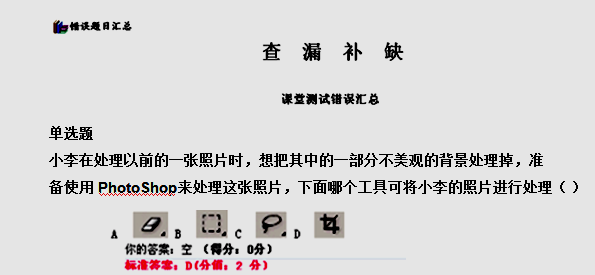 错误题目汇总
查 漏 补 缺
课堂测试错误汇总
单选题
小李在处理以前的一张照片时，想把其中的一部分不美观的背景处理掉，准
备使用 PhotoShop来处理这张照片，下面哪个工具可将小李的照片进行处理（ ）
A B C D
你的答案：空 （得分：0分）
标准答案：D(分值：2 分)